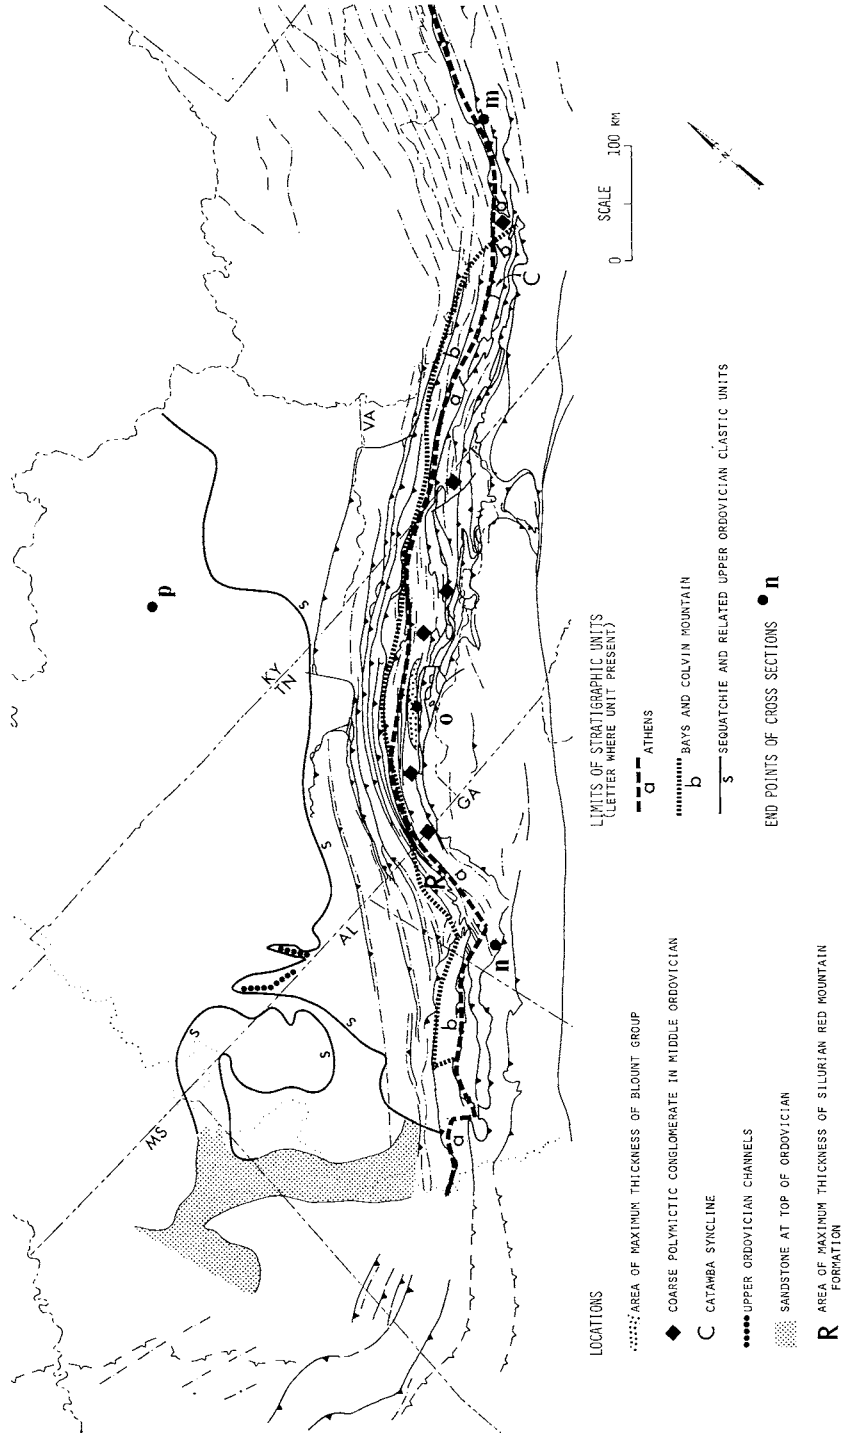 p
m
n
o
KY
TN
VA
AL
GA
MS
R
C
a
a
a
a
b
b
b
s
s
s
s
s
SCALE
0 100 KM
N
LIMITS OF STRATIGRAPHIC UNITS
(LETTER WHERE UNIT PRESENT)
a ATHENS
b BAYS AND COLVIN MOUNTAIN
s SEQUATCHIE AND RELATED UPPER ORDOVICIAN CLASTIC UNITS
END POINTS OF CROSS SECTIONS n
LOCATIONS
AREA OF MAXIMUM THICKNESS OF BLOUNT GROUP
COARSE POLYMICTIC CONGLOMERATE IN MIDDLE ORDOVICIAN
C CATAWBA SYNCLINE
UPPER ORDOVICIAN CHANNELS
SANDSTONE AT TOP OF ORDOVICIAN
R AREA OF MAXIMUM THICKNESS OF SILURIAN RED MOUNTAIN
FORMATION